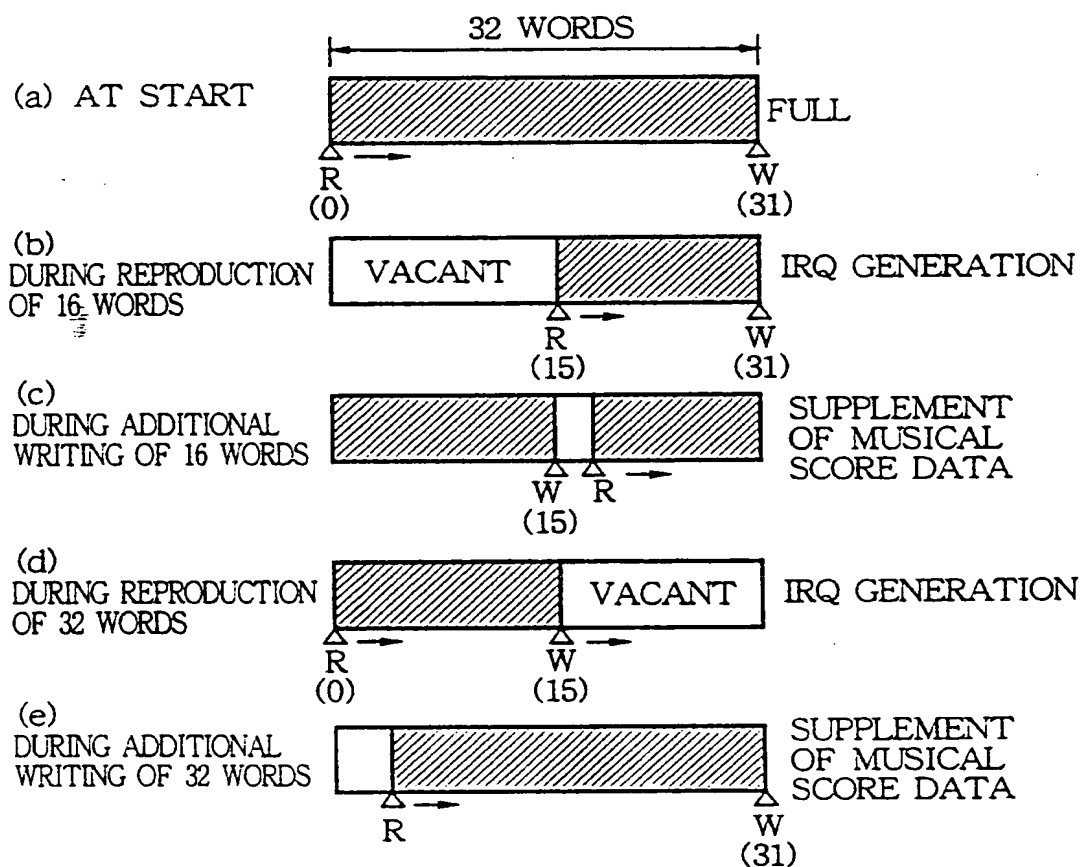 32 WORDS
(a) AT START
FULL
R
(0)
W
(31)
(b)
DURING REPRODUCTION
OF 16 WORDS
VACANT
IRQ GENERATION
R
(15)
W
(31)
(c)
DURING ADDITIONAL
WRITING OF 16 WORDS
SUPPLEMENT
OF MUSICAL
SCORE DATA
W
(15)
R
(d)
DURING REPRODUCTION
OF 32 WORDS
VACANT
IRQ GENERATION
R
(0)
W
(15)
(e)
DURING ADDITIONAL
WRITING OF 32 WORDS
SUPPLEMENT
OF MUSICAL
SCORE DATA
R
W
(31)